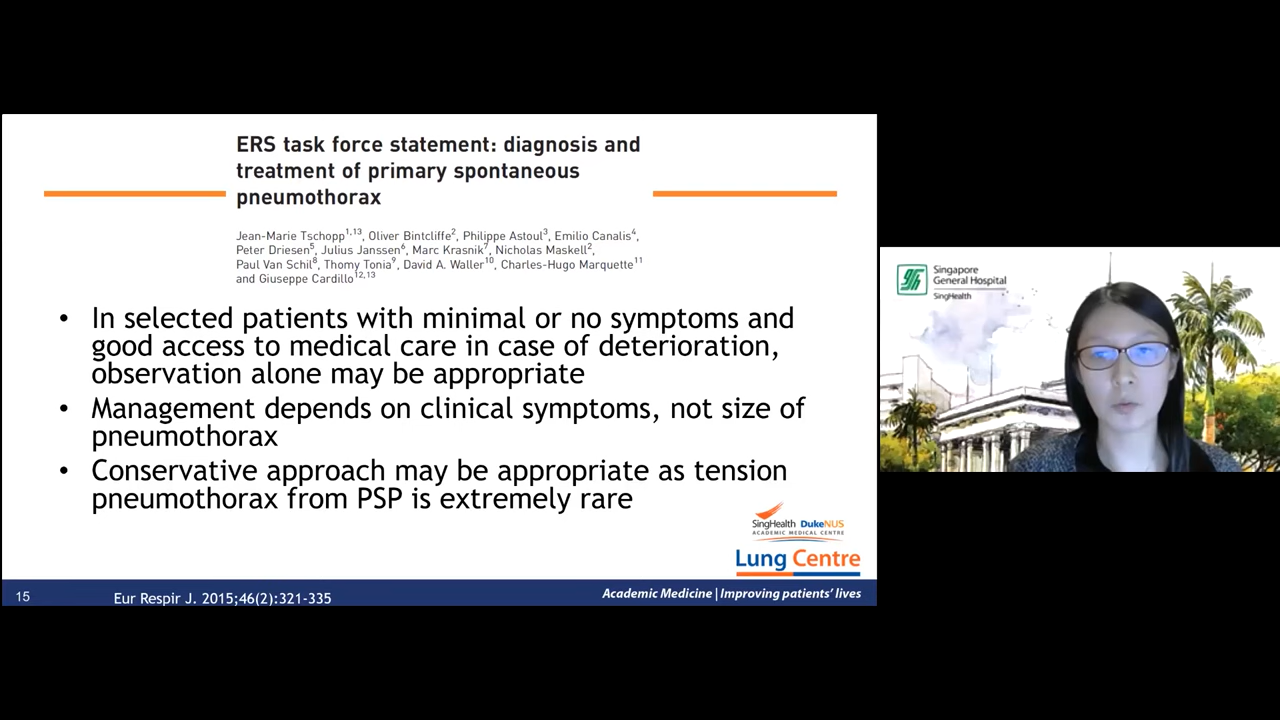 ERS task force statement: diagnosis and
treatment of primary spontaneous
pneumothorax
Jean-Marie Tschopp1,13, Oliver Bintcliffe2, Philippe Astoul3, Emilio Canalis4,
Peter Driesen5, Julius Janssen6, Marc Krasnik7, Nicholas Maskell2,
Paul Van Schil8, Thomy Tonia9, David A. Waller10, Charles-Hugo Marquette11
and Giuseppe Cardillo12,13
• In selected patients with minimal or no symptoms and
good access to medical care in case of deterioration,
observation alone may be appropriate
• Management depends on clinical symptoms, not size of
pneumothorax
• Conservative approach may be appropriate as tension
pneumothorax from PSP is extremely rare
SingHealth DukeNUS
ACADEMIC MEDICAL CENTRE
Lung Centre
15
Eur Respir J. 2015;46(2):321-335
Academic Medicine | Improving patients' lives
Singapore
General Hospital
SingHealth